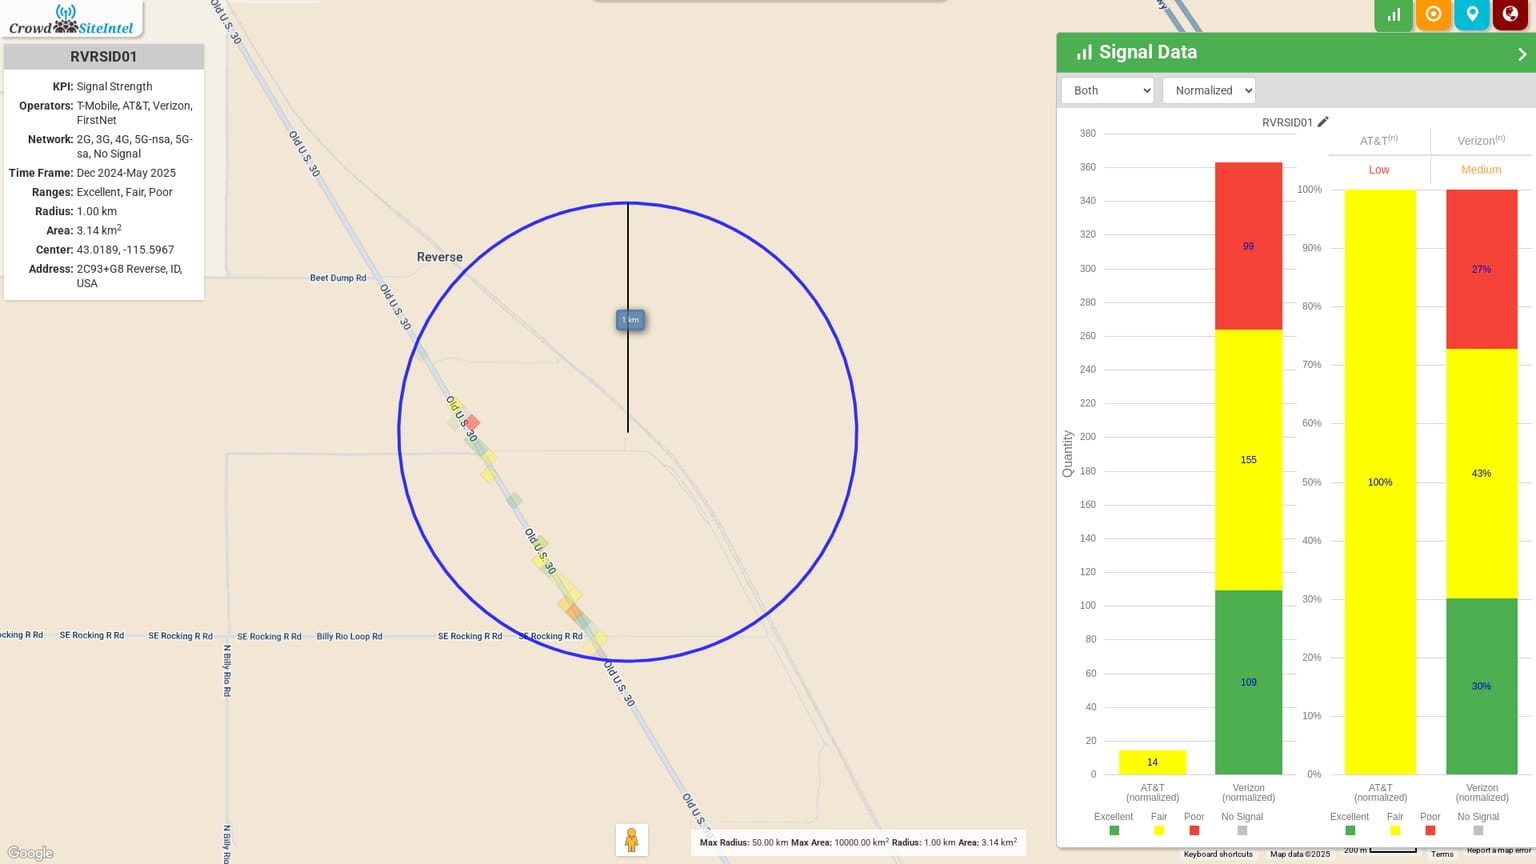 CrowdSiteIntel
RVRSID01
KPI: Signal Strength
Operators: T-Mobile, AT&T, Verizon,
FirstNet
Network: 2G, 3G, 4G, 5G-nsa, 5G-
sa, No Signal
Time Frame: Dec 2024-May 2025
Ranges: Excellent, Fair, Poor
Radius: 1.00 km
Area: 3.14 km²
Center: 43.0189, -115.5967
Address: 2C93+G8 Reverse, ID,
USA
Old U.S. 30
Old U.S. 30
Reverse
Beet Dump Rd
Old U.S. 30
1 km
Old U.S. 30
Old U.S. 30
ocking R Rd
SE Rocking R Rd
SE Rocking R Rd
SE Rocking R Rd
Billy Rio Loop Rd
SE Rocking R Rd
SE Rocking R Rd
N Billy Rio Rd
Old U.S. 30
Old U.S. 30
N Billy Rio
Google
Max Radius: 50.00 km Max Area: 10000.00 km² Radius: 1.00 km Area: 3.14 km²
Signal Data
Both
Normalized
RVRSID01
AT&T(n)
Verizon(n)
Low
Medium
Quantity
380
360
340
320
300
280
260
240
220
200
180
160
140
120
100
80
60
40
20
0
99
155
109
14
AT&T
(normalized)
Verizon
(normalized)
Excellent
Fair
Poor
No Signal
100%
90%
80%
70%
60%
50%
40%
30%
20%
10%
0%
100%
27%
43%
30%
AT&T
(normalized)
Verizon
(normalized)
Excellent
Fair
Poor
No Signal
Keyboard shortcuts
Map data ©2025
200 m
Terms
Report a map error